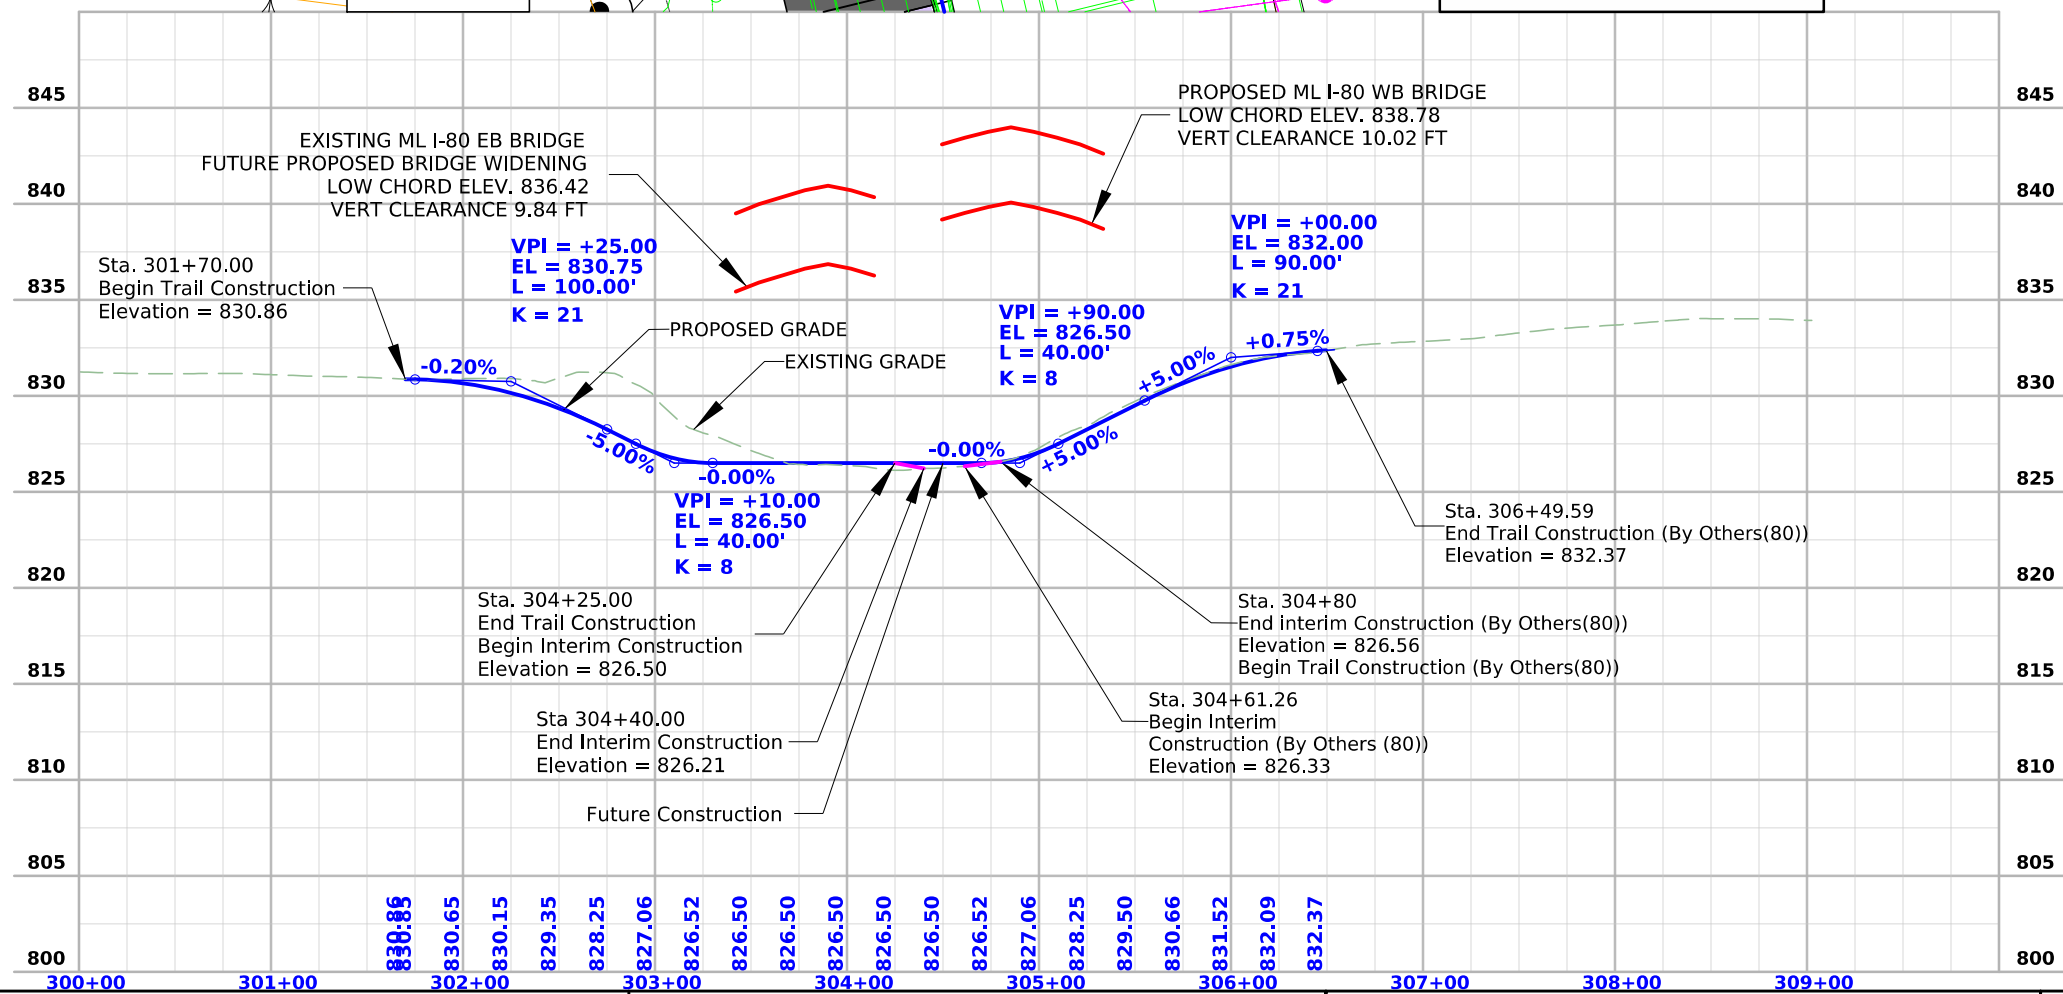 845
845
PROPOSED ML I-80 WB BRIDGE
LOW CHORD ELEV. 838.78
VERT CLEARANCE 10.02 FT
EXISTING ML I-80 EB BRIDGE
FUTURE PROPOSED BRIDGE WIDENING
LOW CHORD ELEV. 836.42
VERT CLEARANCE 9.84 FT
840
840
VPI = +25.00
EL = 830.75
L = 100.00'
K = 21
VPI = +00.00
EL = 832.00
L = 90.00'
K = 21
Sta. 301+70.00
Begin Trail Construction
Elevation = 830.86
835
835
VPI = +90.00
EL = 826.50
L = 40.00'
K = 8
PROPOSED GRADE
EXISTING GRADE
-0.20%
+5.00%
+0.75%
830
830
-5.00%
-0.00%
-0.00%
+5.00%
825
825
VPI = +10.00
EL = 826.50
L = 40.00'
K = 8
Sta. 306+49.59
End Trail Construction (By Others(80))
Elevation = 832.37
820
820
Sta. 304+25.00
End Trail Construction
Begin Interim Construction
Elevation = 826.50
Sta. 304+80
End interim Construction (By Others(80))
Elevation = 826.56
Begin Trail Construction (By Others(80))
815
815
Sta 304+40.00
End Interim Construction
Elevation = 826.21
Sta. 304+61.26
Begin Interim
Construction (By Others (80))
Elevation = 826.33
810
810
Future Construction
805
805
830.86
830.85
830.65
830.15
829.35
828.25
827.06
826.52
826.50
826.50
826.50
826.50
826.50
826.52
827.06
828.25
829.50
830.66
831.52
832.09
832.37
800
800
300+00
301+00
302+00
303+00
304+00
305+00
306+00
307+00
308+00
309+00